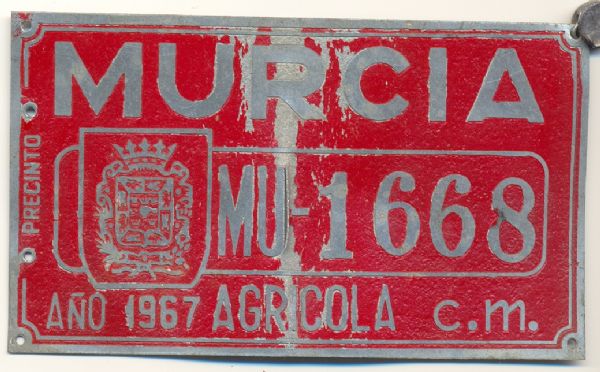 MURCIA
PRECINTO
MU-1668
AÑO 1967 AGRICOLA c.m.